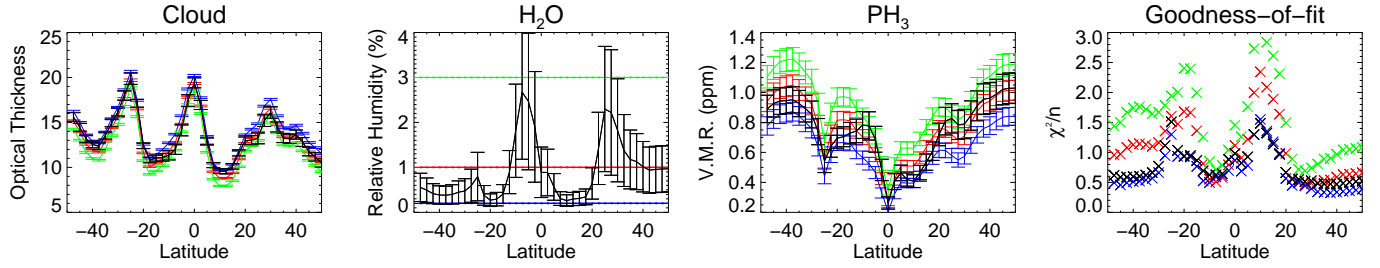 Cloud H₂O PH₃ Goodness−of−fit
Optical Thickness
25
20
15
10
5
−40 −20 0 20 40
Latitude
Relative Humidity (%)
4
3
2
1
0
−40 −20 0 20 40
Latitude
V.M.R. (ppm)
1.4
1.2
1.0
0.8
0.6
0.4
0.2
−40 −20 0 20 40
Latitude
χ²/n
3.0
2.5
2.0
1.5
1.0
0.5
0.0
−40 −20 0 20 40
Latitude